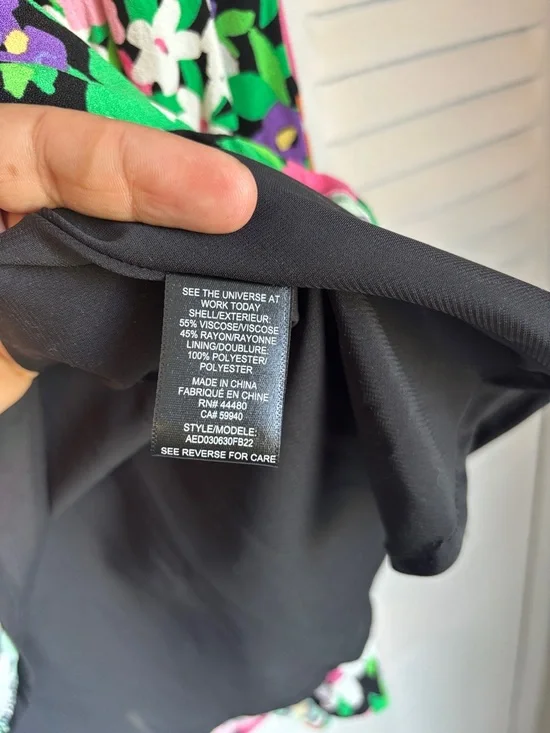 SEE THE UNIVERSE AT
WORK TODAY
SHELL/EXTERIEUR:
55% VISCOSE/VISCOSE
45% RAYON/RAYONNE
LINING/DOUBLURE:
100% POLYESTER/
POLYESTER
MADE IN CHINA
FABRIQUÉ EN CHINE
RN# 44480
CA# 59940
STYLE/MODELE:
AED030630FB22
SEE REVERSE FOR CARE